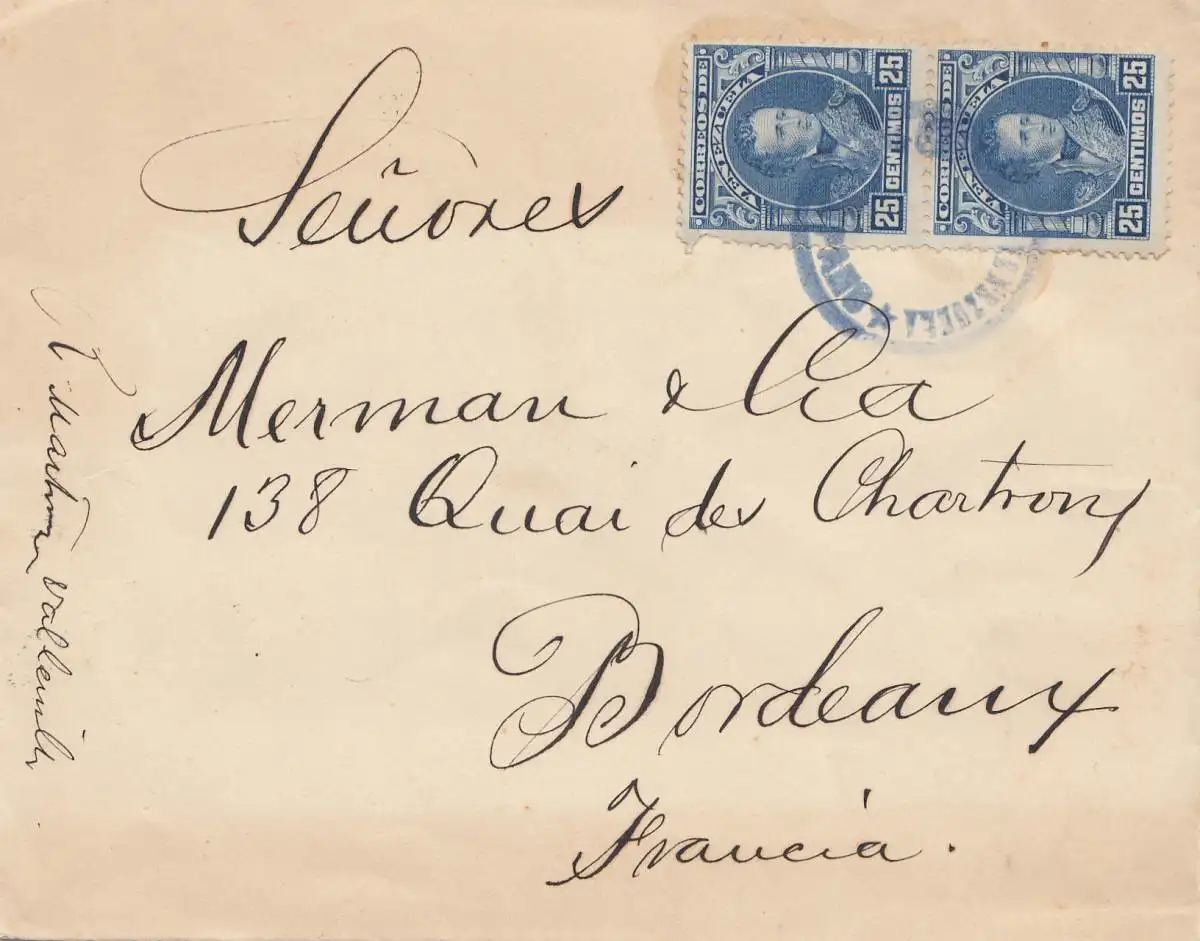 CORREOS DE
VENEZUELA
25 CENTIMOS 25
CORREOS DE
VENEZUELA
25 CENTIMOS 25
VENEZUELA
Señores
Merman & Cia
138 Quai des Chartrons
Bordeaux
Francia.